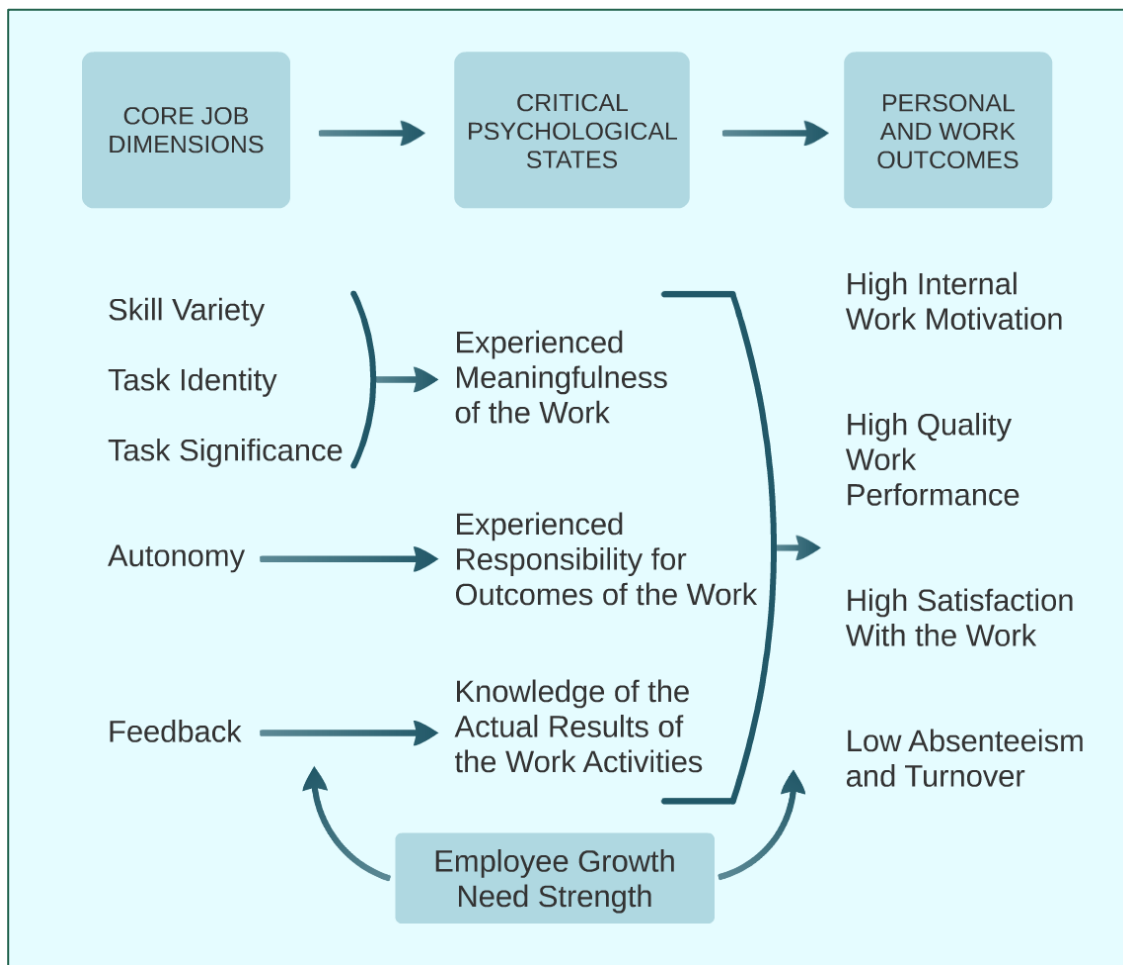 CORE JOB
DIMENSIONS
CRITICAL
PSYCHOLOGICAL
STATES
PERSONAL
AND WORK
OUTCOMES
Skill Variety
Task Identity
Task Significance
Experienced
Meaningfulness
of the Work
High Internal
Work Motivation
High Quality
Work
Performance
Autonomy
Experienced
Responsibility for
Outcomes of the Work
High Satisfaction
With the Work
Feedback
Knowledge of the
Actual Results of
the Work Activities
Low Absenteeism
and Turnover
Employee Growth
Need Strength